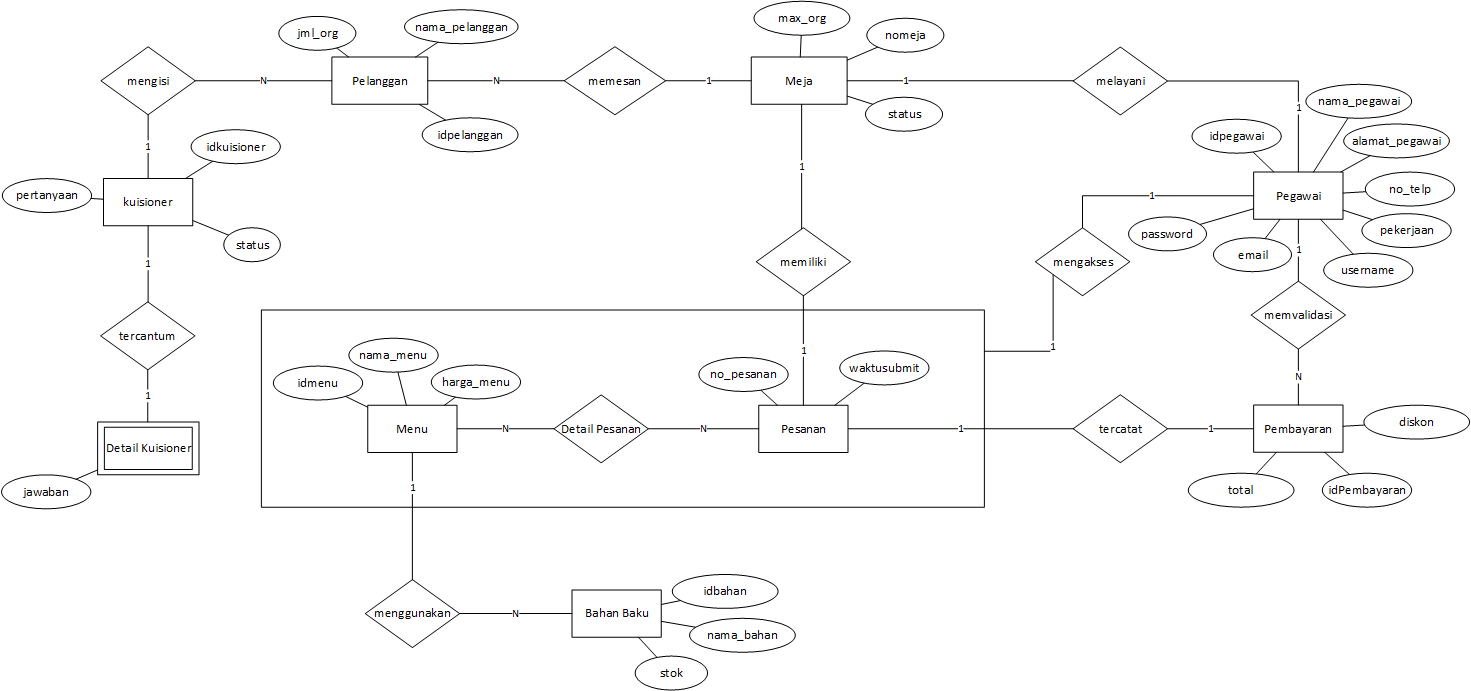 max_org
nama_pelanggan
jml_org
nomeja
mengisi
N
Pelanggan
N
memesan
1
Meja
1
melayani
nama_pegawai
1
status
idpelanggan
idpegawai
alamat_pegawai
1
idkuisioner
1
no_telp
pertanyaan
kuisioner
1
Pegawai
pekerjaan
password
status
1
email
username
1
memiliki
mengakses
memvalidasi
tercantum
1
1
nama_menu
waktusubmit
no_pesanan
N
idmenu
harga_menu
1
diskon
Menu
N
Detail Pesanan
N
Pesanan
1
tercatat
1
Pembayaran
Detail Kuisioner
1
jawaban
total
idPembayaran
idbahan
menggunakan
N
Bahan Baku
nama_bahan
stok